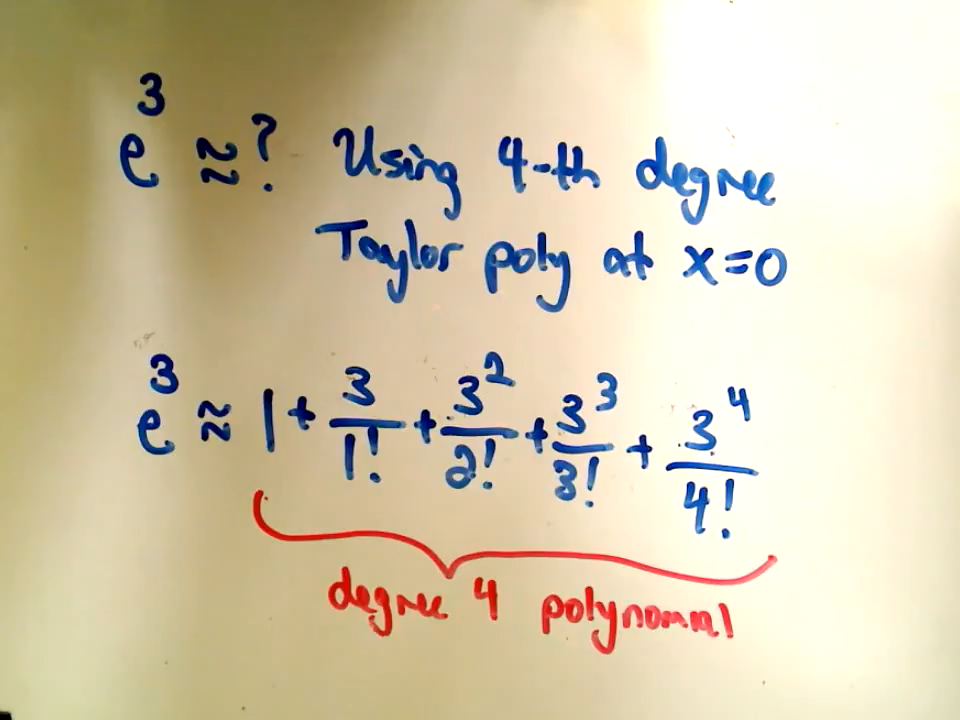 e^3 ≈ ? Using 4-th degree
Taylor poly at x=0
e^3 ≈ 1 + 3/1! + 3^2/2! + 3^3/3! + 3^4/4!
degree 4 polynomial